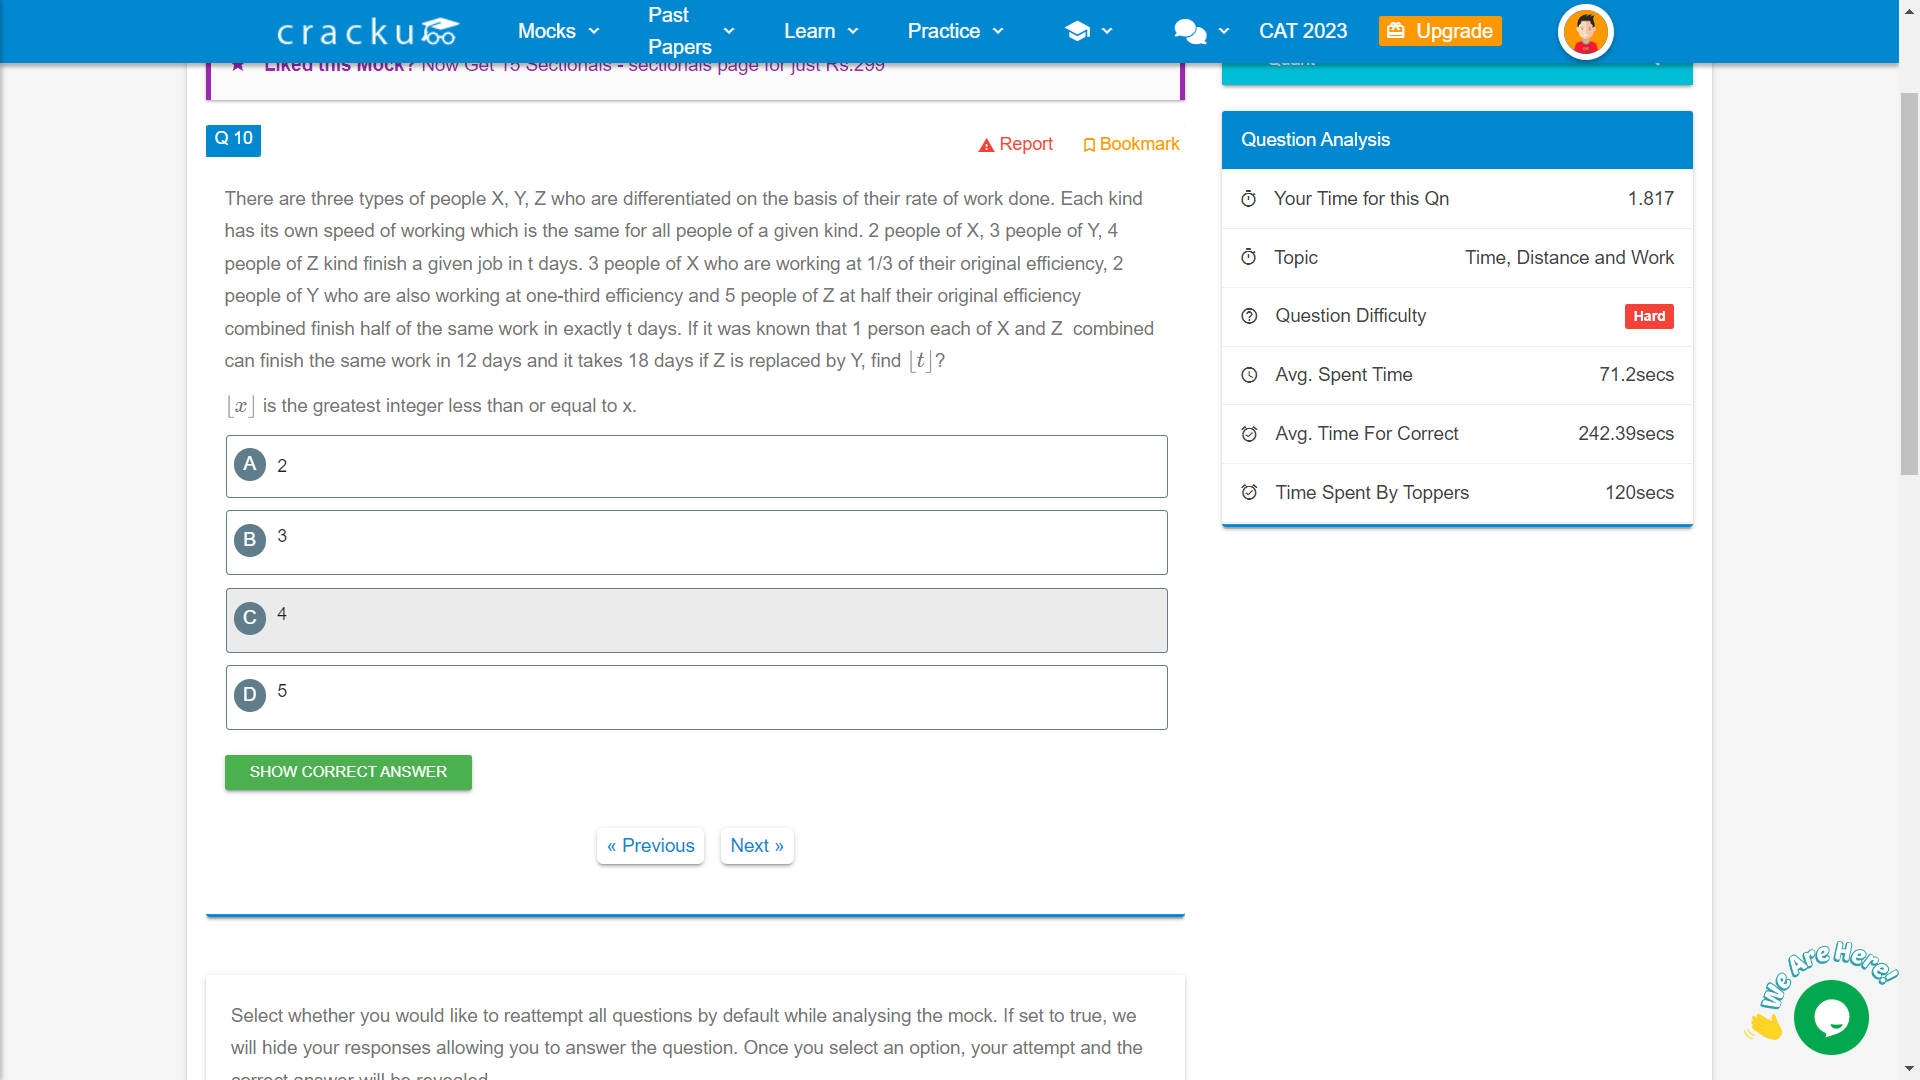 cracku
Mocks
Past
Papers
Learn
Practice
CAT 2023
Upgrade
Liked this Mock? Now Get 15 Sectionals - sectionals page for just Rs.299
Quant
Q 10
Report
Bookmark
There are three types of people X, Y, Z who are differentiated on the basis of their rate of work done. Each kind
has its own speed of working which is the same for all people of a given kind. 2 people of X, 3 people of Y, 4
people of Z kind finish a given job in t days. 3 people of X who are working at 1/3 of their original efficiency, 2
people of Y who are also working at one-third efficiency and 5 people of Z at half their original efficiency
combined finish half of the same work in exactly t days. If it was known that 1 person each of X and Z combined
can finish the same work in 12 days and it takes 18 days if Z is replaced by Y, find ⌊t⌋?
⌊x⌋ is the greatest integer less than or equal to x.
A 2
B 3
C 4
D 5
SHOW CORRECT ANSWER
« Previous
Next »
Question Analysis
Your Time for this Qn 1.817
Topic Time, Distance and Work
Question Difficulty Hard
Avg. Spent Time 71.2secs
Avg. Time For Correct 242.39secs
Time Spent By Toppers 120secs
Select whether you would like to reattempt all questions by default while analysing the mock. If set to true, we
will hide your responses allowing you to answer the question. Once you select an option, your attempt and the
correct answer will be revealed
We Are Here!